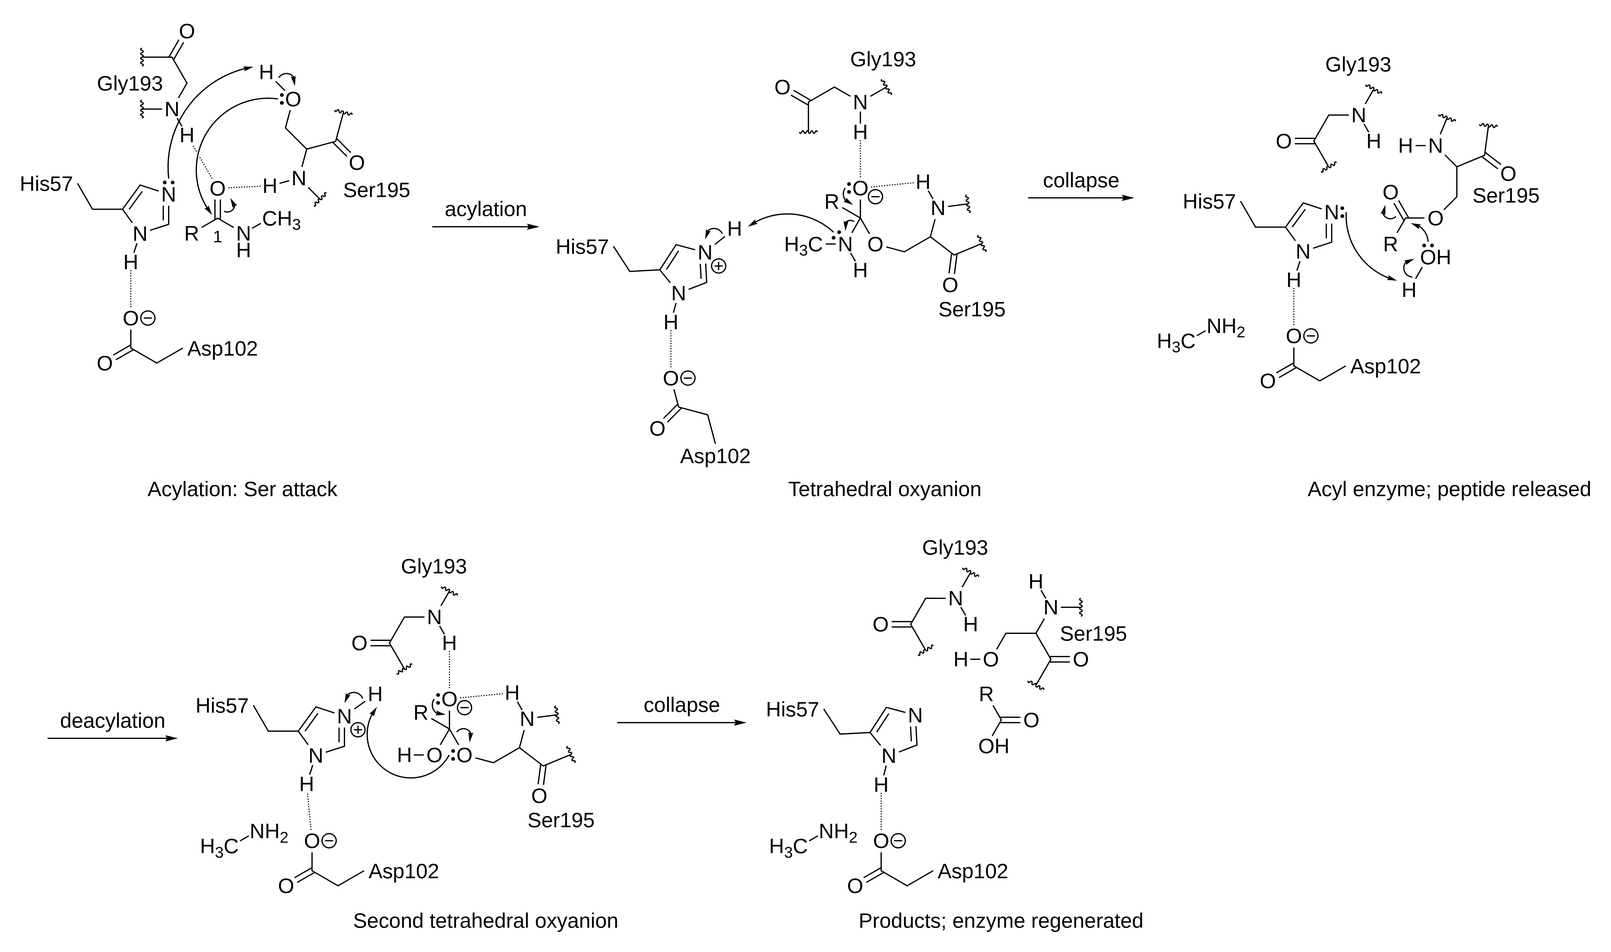 O
Gly193
H
N
O
H
O
His57
N
O
H
N
Ser195
CH3
R
1
N
H
N
H
O⊖
O
Asp102
acylation
Gly193
O
N
H
O
⊖
H
R
N
His57
H
N
⊕
H3C
N
O
H
N
H
O
Ser195
O⊖
O
Asp102
collapse
Gly193
N
O
H
H
N
O
Ser195
His57
N
O
O
R
N
OH
H
H
H3C
NH2
O⊖
O
Asp102
Acylation: Ser attack
Tetrahedral oxyanion
Acyl enzyme; peptide released
deacylation
Gly193
N
O
H
His57
H
O
⊖
H
R
N
N
⊕
N
H
O
O
H
O
Ser195
H3C
NH2
O⊖
O
Asp102
collapse
Gly193
H
N
N
O
H
Ser195
H
O
O
R
His57
N
O
OH
N
H
H3C
NH2
O⊖
O
Asp102
Second tetrahedral oxyanion
Products; enzyme regenerated